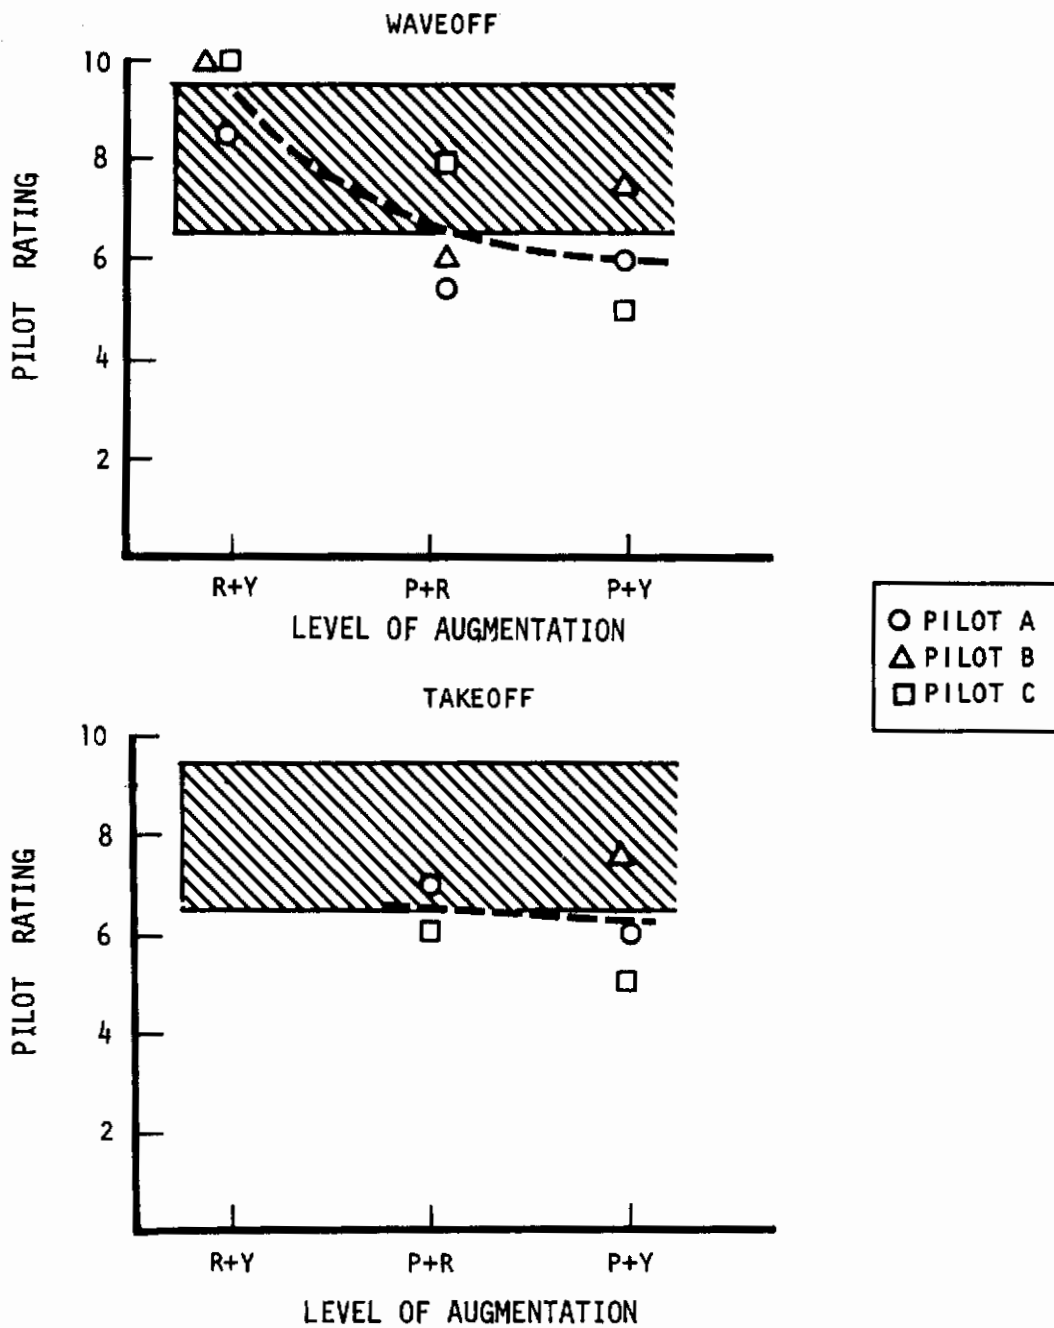 WAVEOFF
10
8
6
4
2
PILOT RATING
R+Y P+R P+Y
LEVEL OF AUGMENTATION
PILOT A
PILOT B
PILOT C
TAKEOFF
10
8
6
4
2
PILOT RATING
R+Y P+R P+Y
LEVEL OF AUGMENTATION